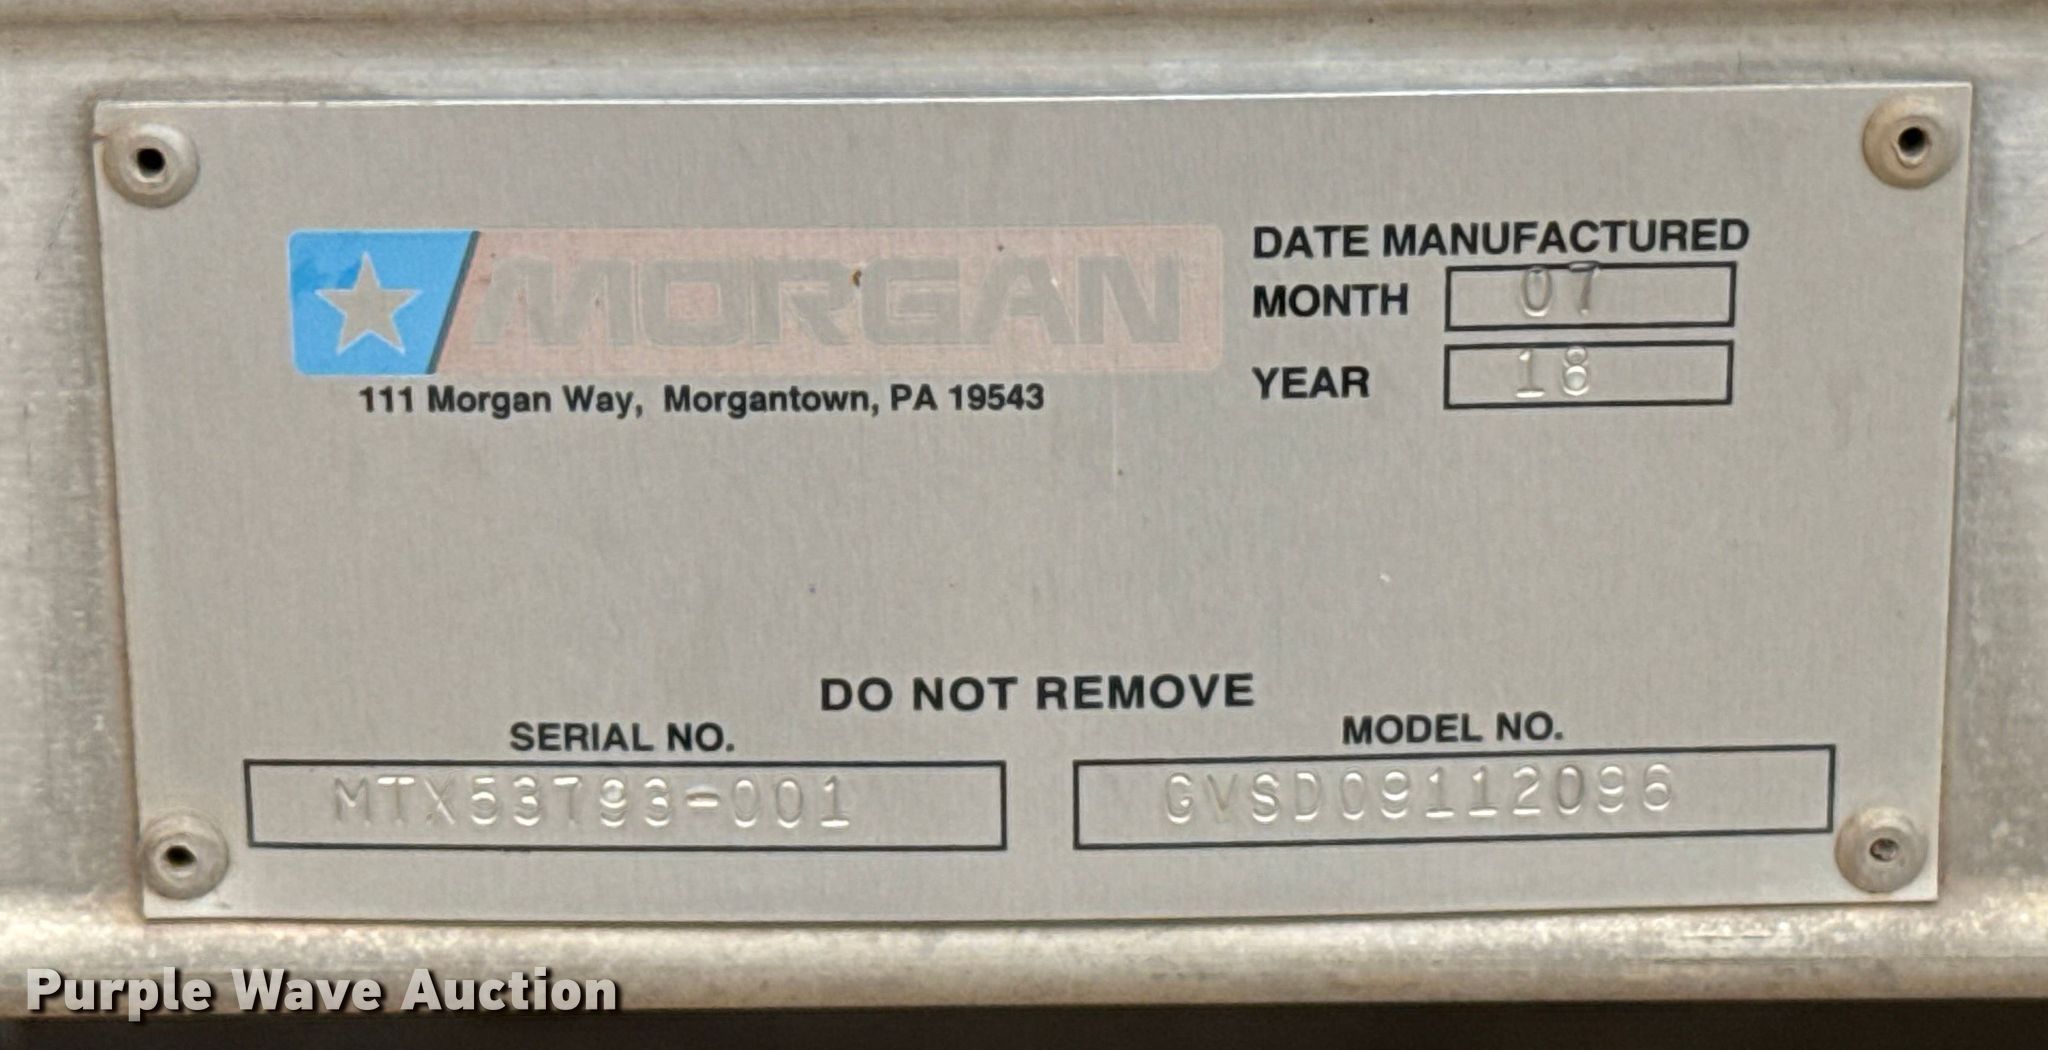 MORGAN
111 Morgan Way, Morgantown, PA 19543
DATE MANUFACTURED
MONTH 07
YEAR 18
DO NOT REMOVE
SERIAL NO.
MTX53793-001
MODEL NO.
GVSD09112096
Purple Wave Auction